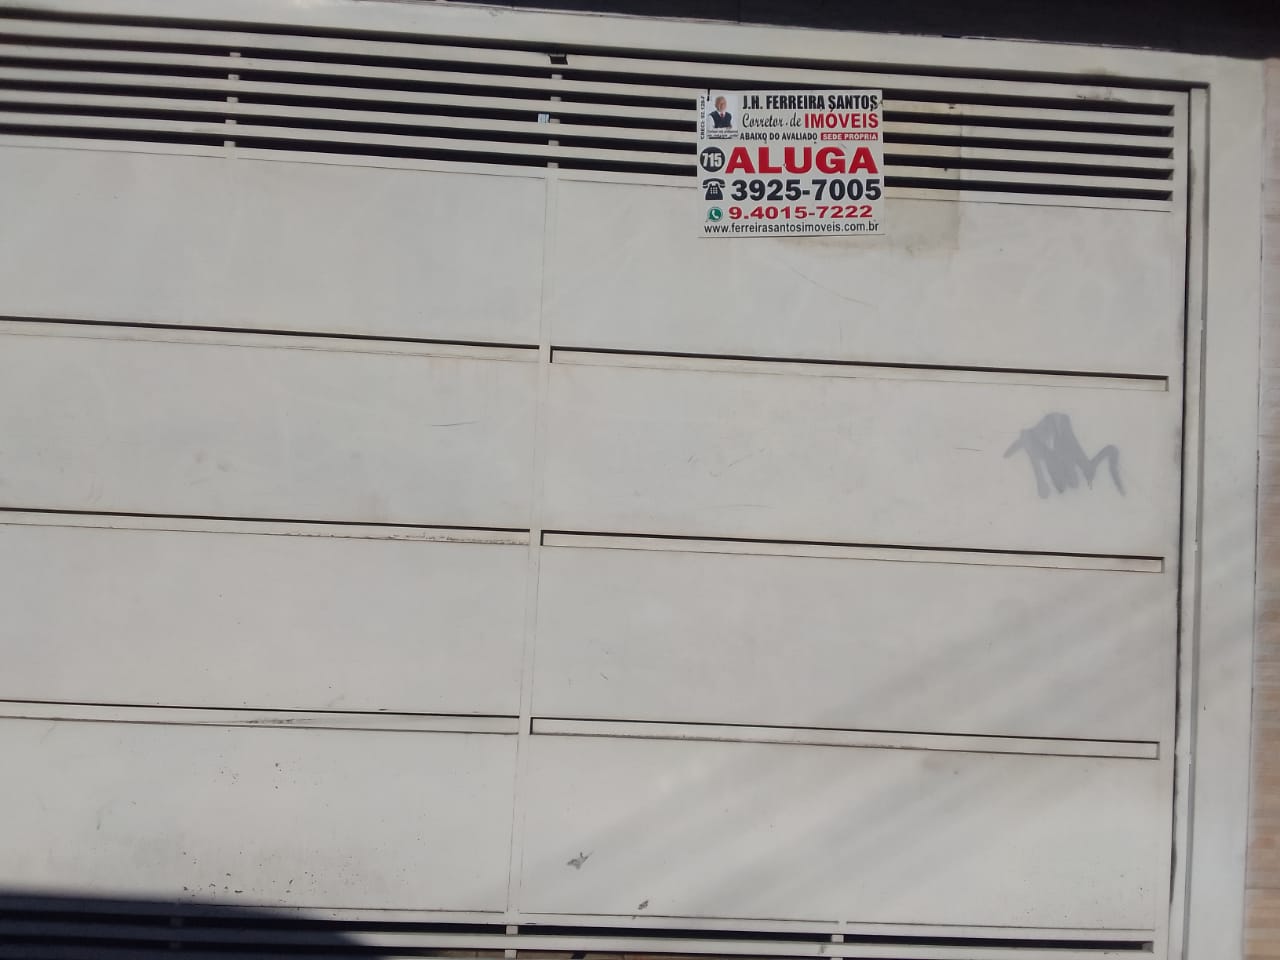 J.H. FERREIRA SANTOS
Corretor de IMÓVEIS
ABAIXO DO AVALIADO SEDE PROPRIA
715 ALUGA
3925-7005
9.4015-7222
www.ferreirasantosimoveis.com.br